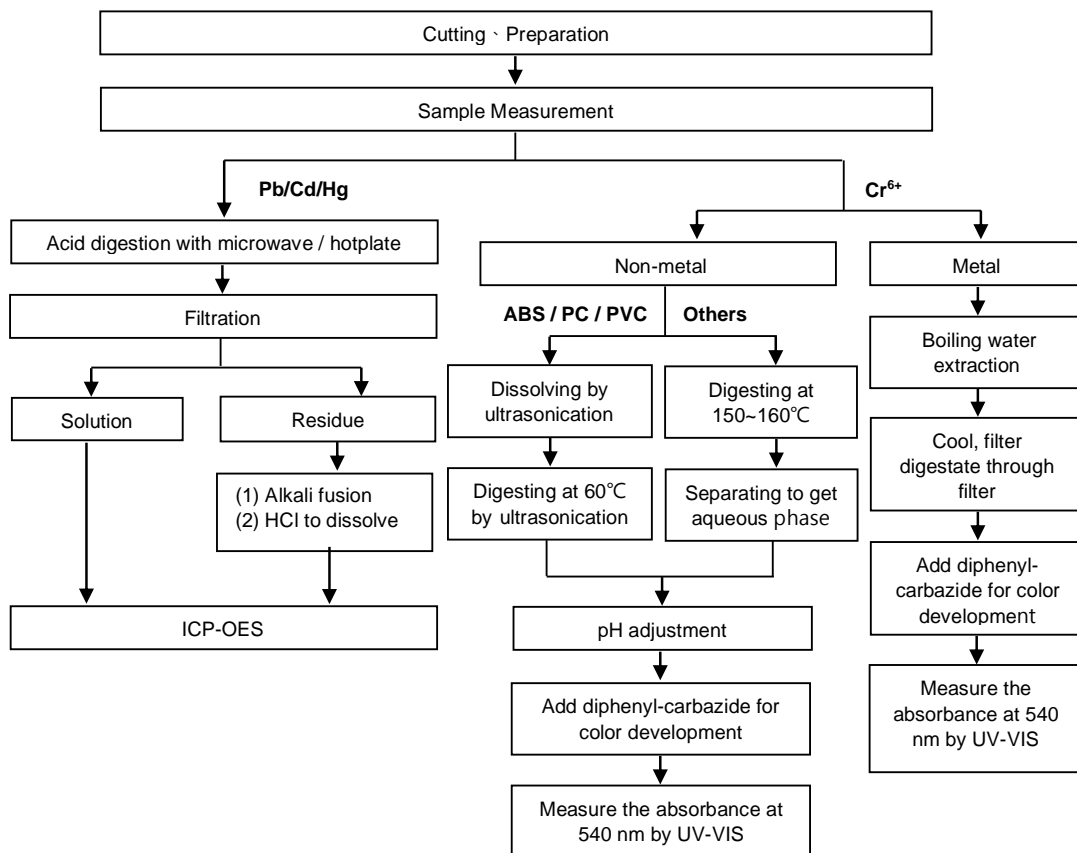 Cutting、Preparation
Sample Measurement
Pb/Cd/Hg
Cr⁶⁺
Acid digestion with microwave / hotplate
Filtration
Solution
Residue
(1) Alkali fusion
(2) HCl to dissolve
ICP-OES
Non-metal
ABS / PC / PVC
Others
Dissolving by
ultrasonication
Digesting at
150~160℃
Digesting at 60℃
by ultrasonication
Separating to get
aqueous phase
pH adjustment
Add diphenyl-carbazide for
color development
Measure the absorbance at
540 nm by UV-VIS
Metal
Boiling water
extraction
Cool, filter
digestate through
filter
Add diphenyl-
carbazide for color
development
Measure the
absorbance at 540
nm by UV-VIS